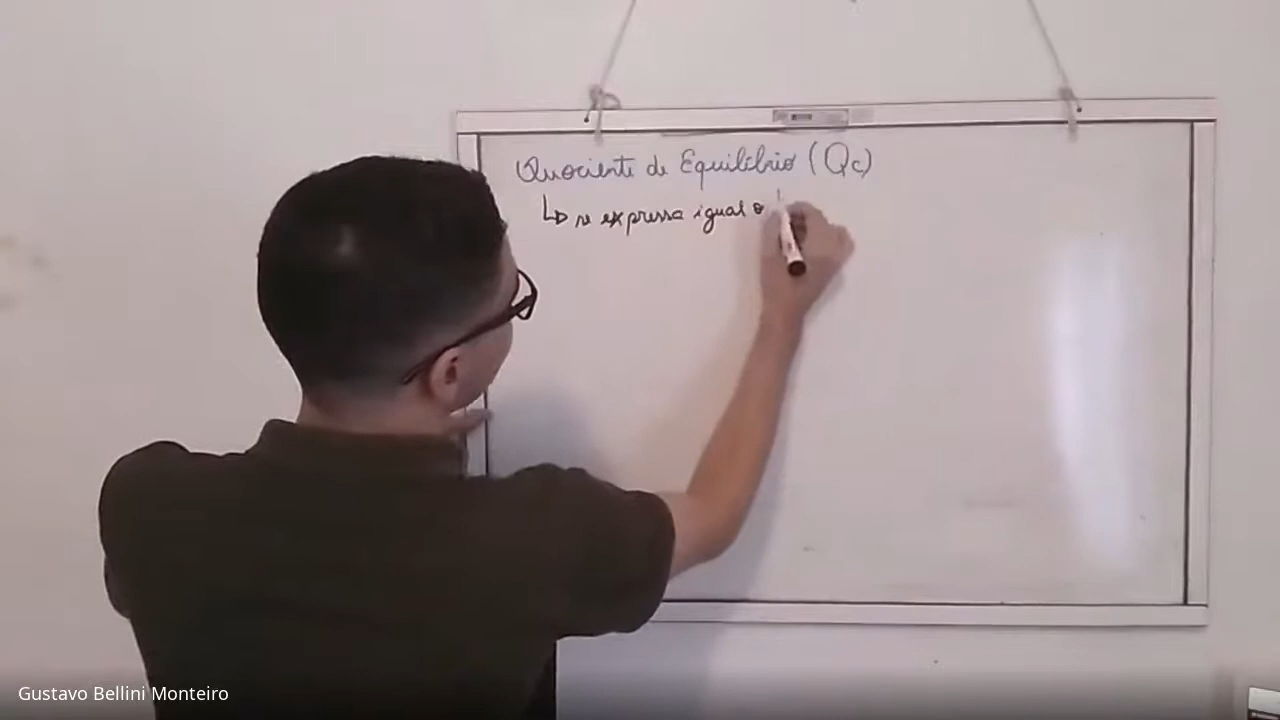 Quociente de Equilíbrio (Qc)
↳ se expressa igual a
Gustavo Bellini Monteiro